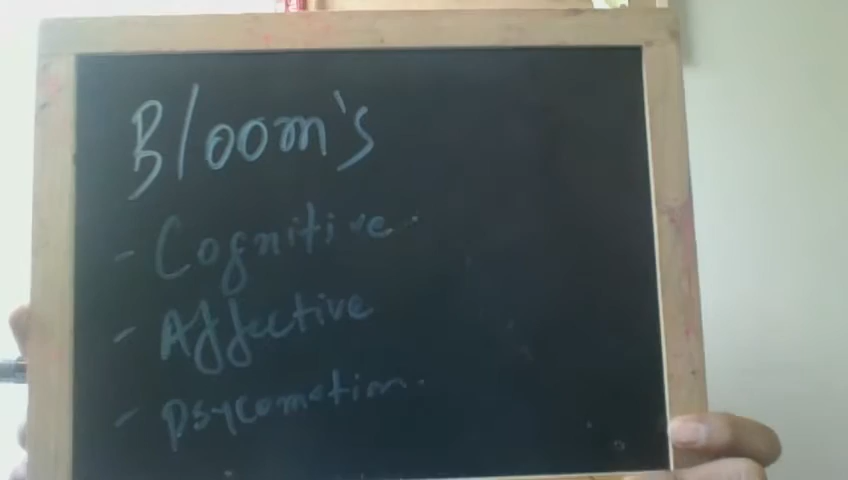 Bloom's
- Cognitive.
- Affective
- Psycomotion.